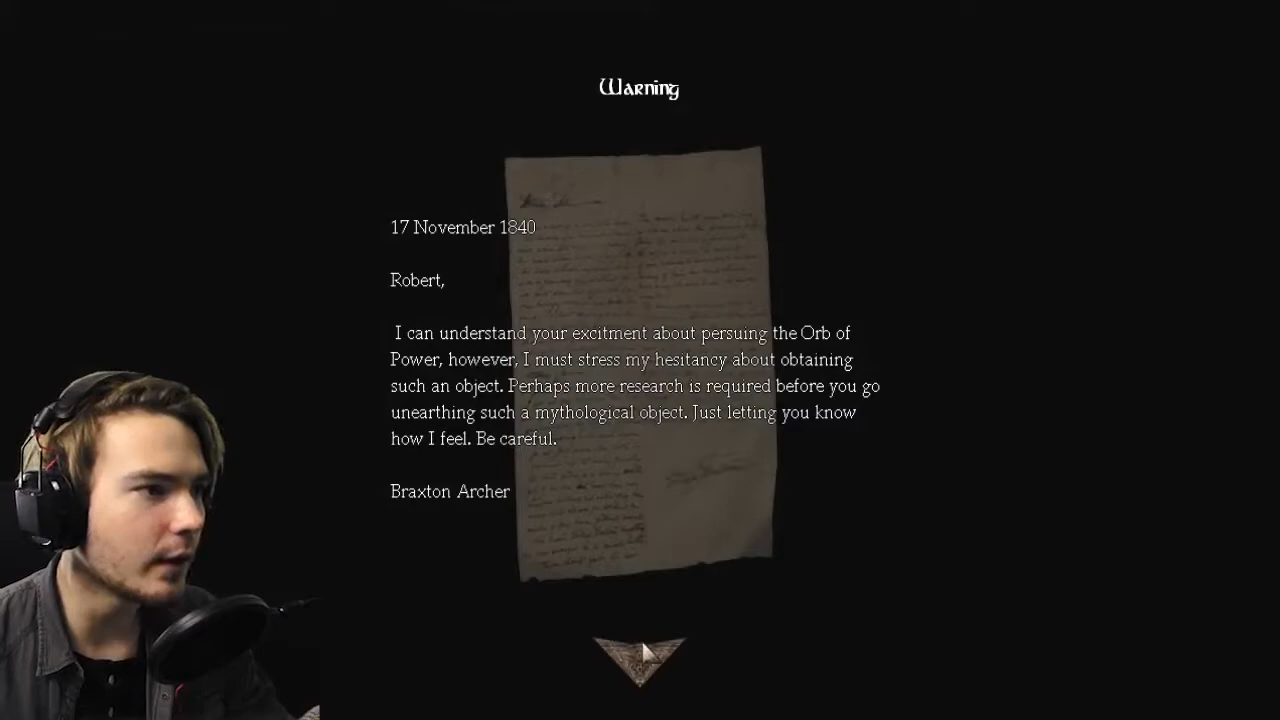 Warning
17 November 1840
Robert,
I can understand your excitment about persuing the Orb of
Power, however, I must stress my hesitancy about obtaining
such an object. Perhaps more research is required before you go
unearthing such a mythological object. Just letting you know
how I feel. Be careful.
Braxton Archer